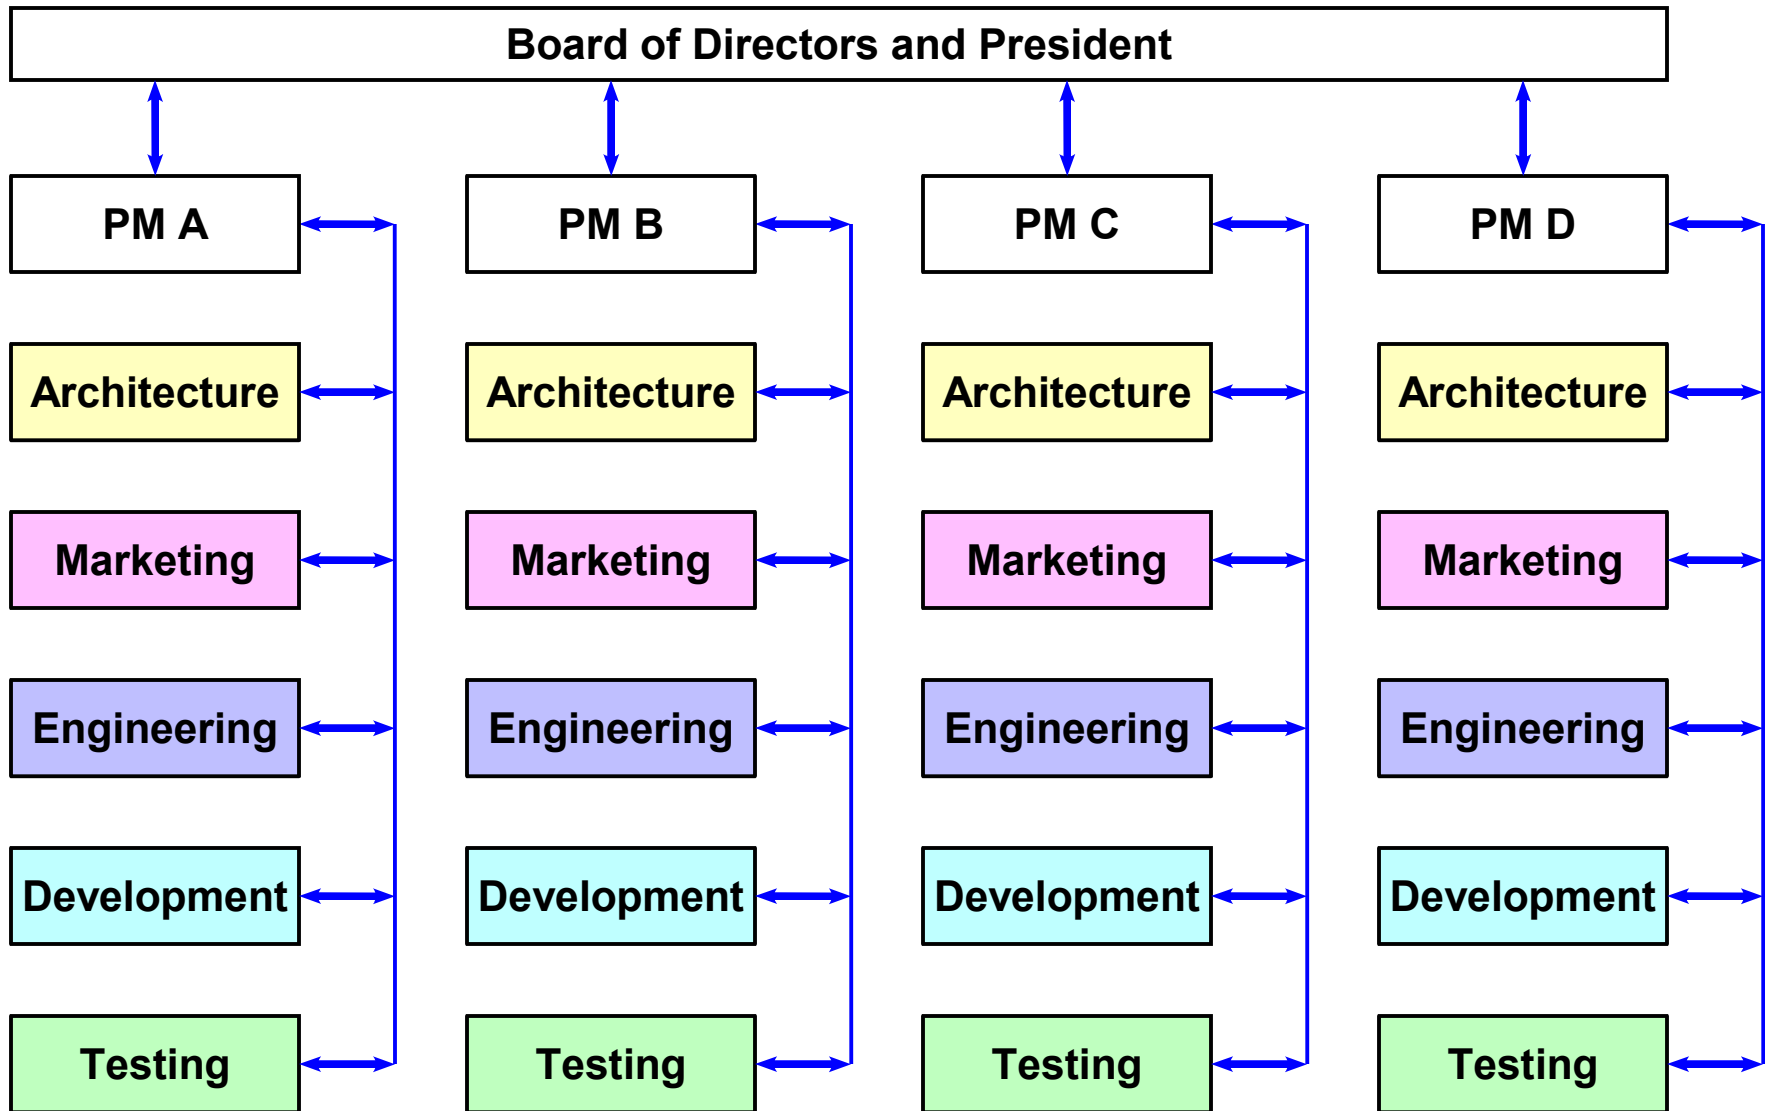 Board of Directors and President
PM A
PM B
PM C
PM D
Architecture
Architecture
Architecture
Architecture
Marketing
Marketing
Marketing
Marketing
Engineering
Engineering
Engineering
Engineering
Development
Development
Development
Development
Testing
Testing
Testing
Testing